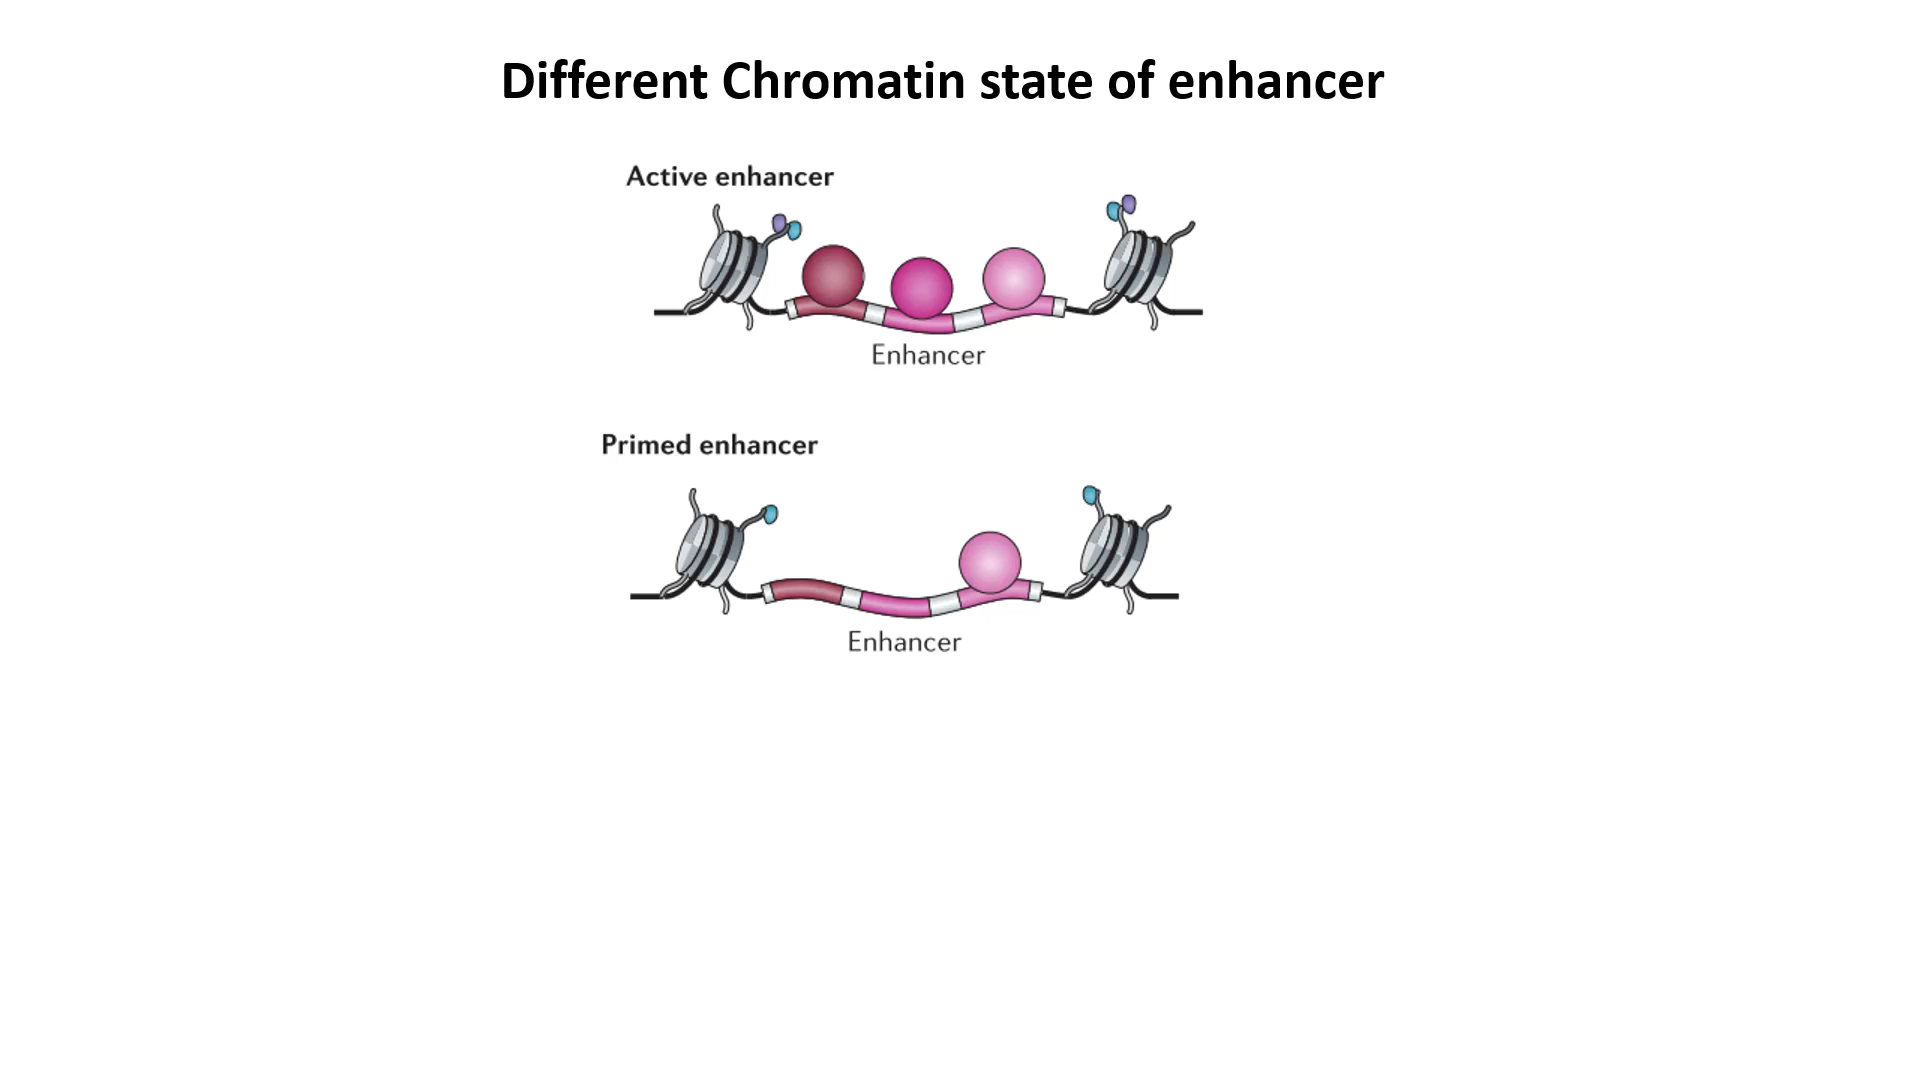 Different Chromatin state of enhancer
Active enhancer
Enhancer
Primed enhancer
Enhancer